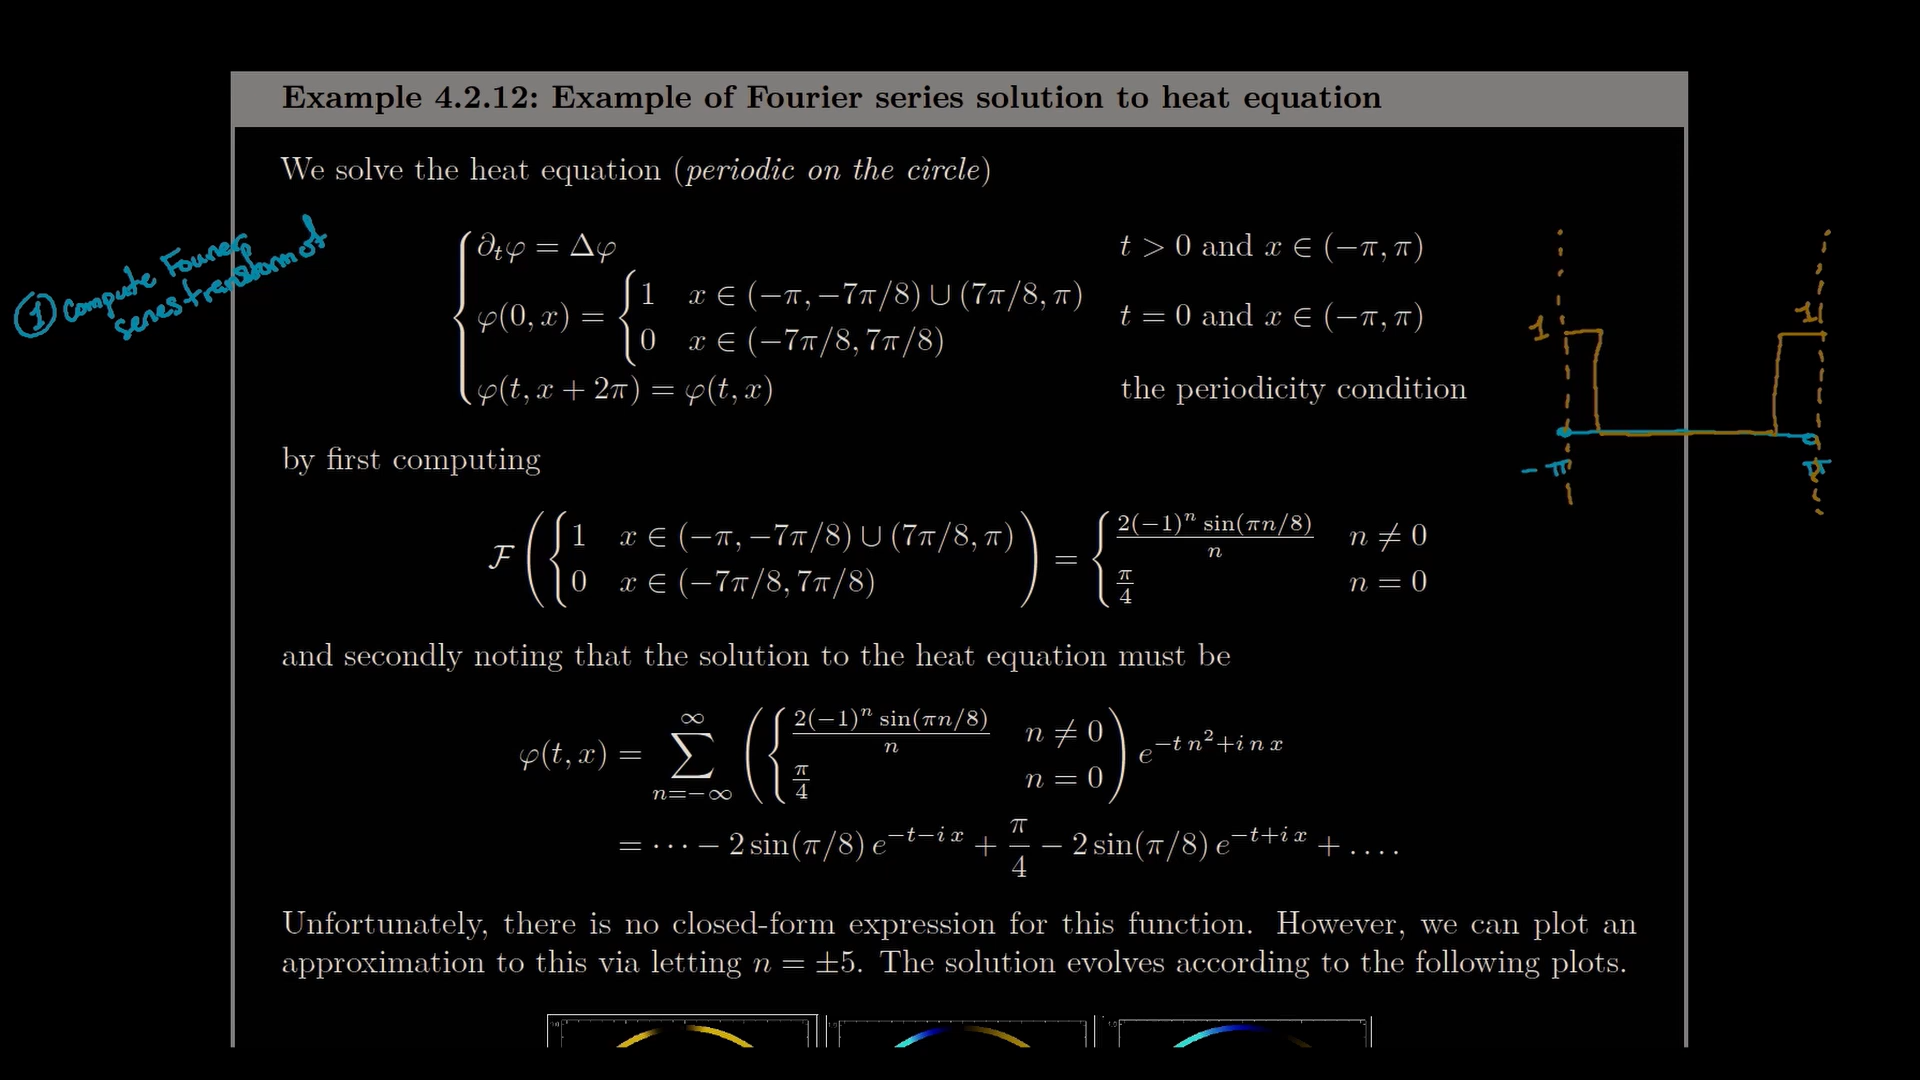 Example 4.2.12: Example of Fourier series solution to heat equation
We solve the heat equation (periodic on the circle)
① Compute Fourier
series transform of
∂ₜφ = Δφ t > 0 and x ∈ (−π, π)
φ(0, x) = { 1 x ∈ (−π, −7π/8) ∪ (7π/8, π)
0 x ∈ (−7π/8, 7π/8) t = 0 and x ∈ (−π, π)
φ(t, x + 2π) = φ(t, x) the periodicity condition
1 1
−π π
by first computing
ℱ ( { 1 x ∈ (−π, −7π/8) ∪ (7π/8, π)
0 x ∈ (−7π/8, 7π/8) ) = { 2(−1)ⁿ sin(πn/8) / n n ≠ 0
π/4 n = 0
and secondly noting that the solution to the heat equation must be
φ(t, x) = ∑_{n=−∞}^{∞} ( { 2(−1)ⁿ sin(πn/8) / n n ≠ 0
π/4 n = 0 ) e^{−t n²+i n x}
= ⋯ − 2 sin(π/8) e^{−t−i x} + π/4 − 2 sin(π/8) e^{−t+i x} + ….
Unfortunately, there is no closed-form expression for this function. However, we can plot an
approximation to this via letting n = ±5. The solution evolves according to the following plots.